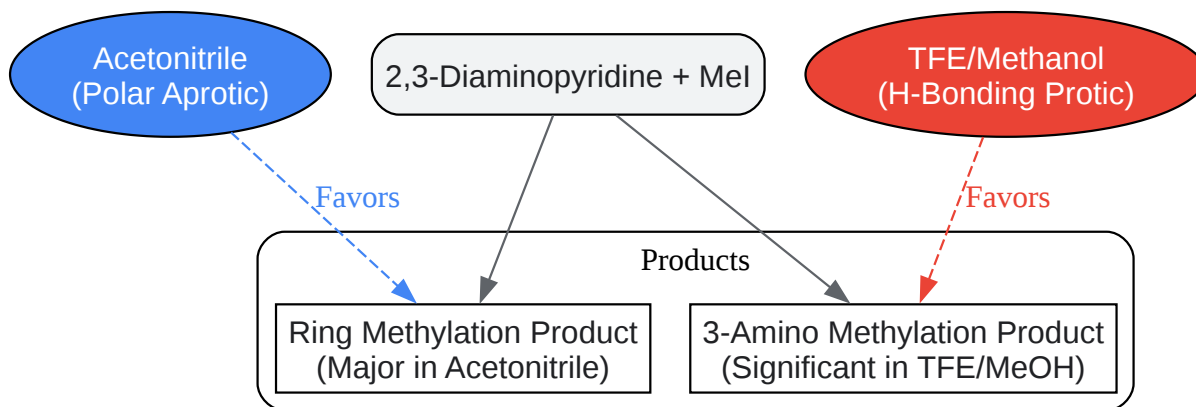 Acetonitrile
(Polar Aprotic)
2,3-Diaminopyridine + MeI
TFE/Methanol
(H-Bonding Protic)
Favors
Favors
Products
Ring Methylation Product
(Major in Acetonitrile)
3-Amino Methylation Product
(Significant in TFE/MeOH)